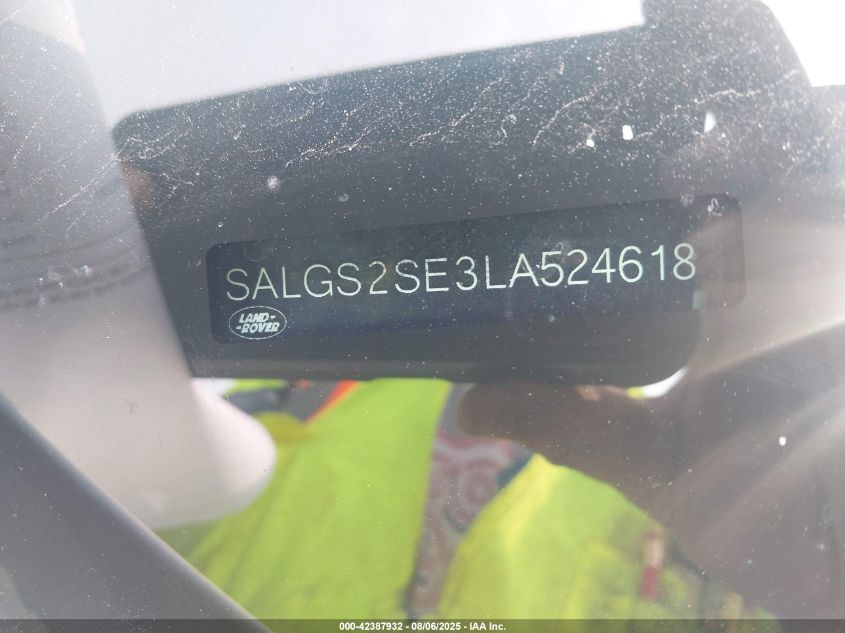 SALGS2SE3LA524618
LAND-
-ROVER
000-42387932 - 08/06/2025 - IAA Inc.